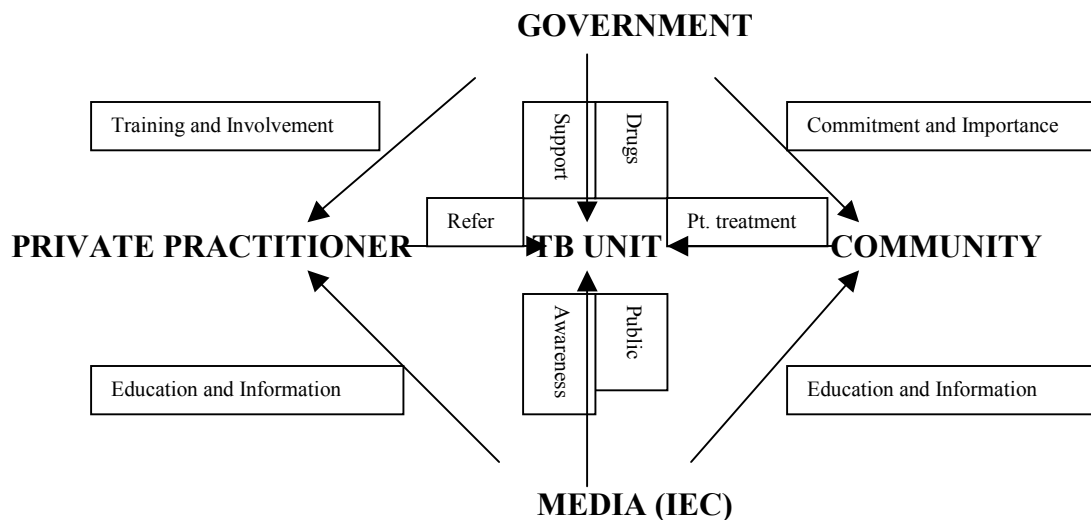 GOVERNMENT
Training and Involvement
Support
Drugs
Commitment and Importance
Refer
Pt. treatment
PRIVATE PRACTITIONER
TB UNIT
COMMUNITY
Awareness
Public
Education and Information
Education and Information
MEDIA (IEC)